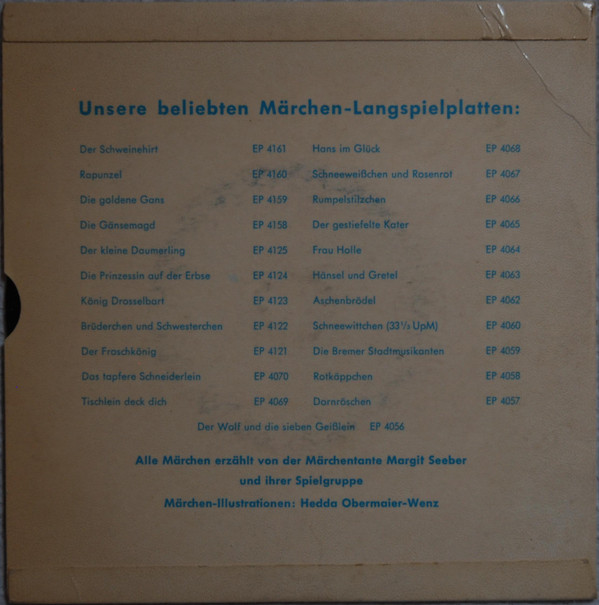 Unsere beliebten Märchen-Langspielplatten:
Der Schweinehirt EP 4161 Hans im Glück EP 4068
Rapunzel EP 4160 Schneeweißchen und Rosenrot EP 4067
Die goldene Gans EP 4159 Rumpelstilzchen EP 4066
Die Gänsemagd EP 4158 Der gestiefelte Kater EP 4065
Der kleine Daumerling EP 4125 Frau Holle EP 4064
Die Prinzessin auf der Erbse EP 4124 Hänsel und Gretel EP 4063
König Drosselbart EP 4123 Aschenbrödel EP 4062
Brüderchen und Schwesterchen EP 4122 Schneewittchen (33 1/3 UpM) EP 4060
Der Froschkönig EP 4121 Die Bremer Stadtmusikanten EP 4059
Das tapfere Schneiderlein EP 4070 Rotkäppchen EP 4058
Tischlein deck dich EP 4069 Dornröschen EP 4057
Der Wolf und die sieben Geißlein EP 4056
Alle Märchen erzählt von der Märchentante Margit Seeber
und ihrer Spielgruppe
Märchen-Illustrationen: Hedda Obermaier-Wenz